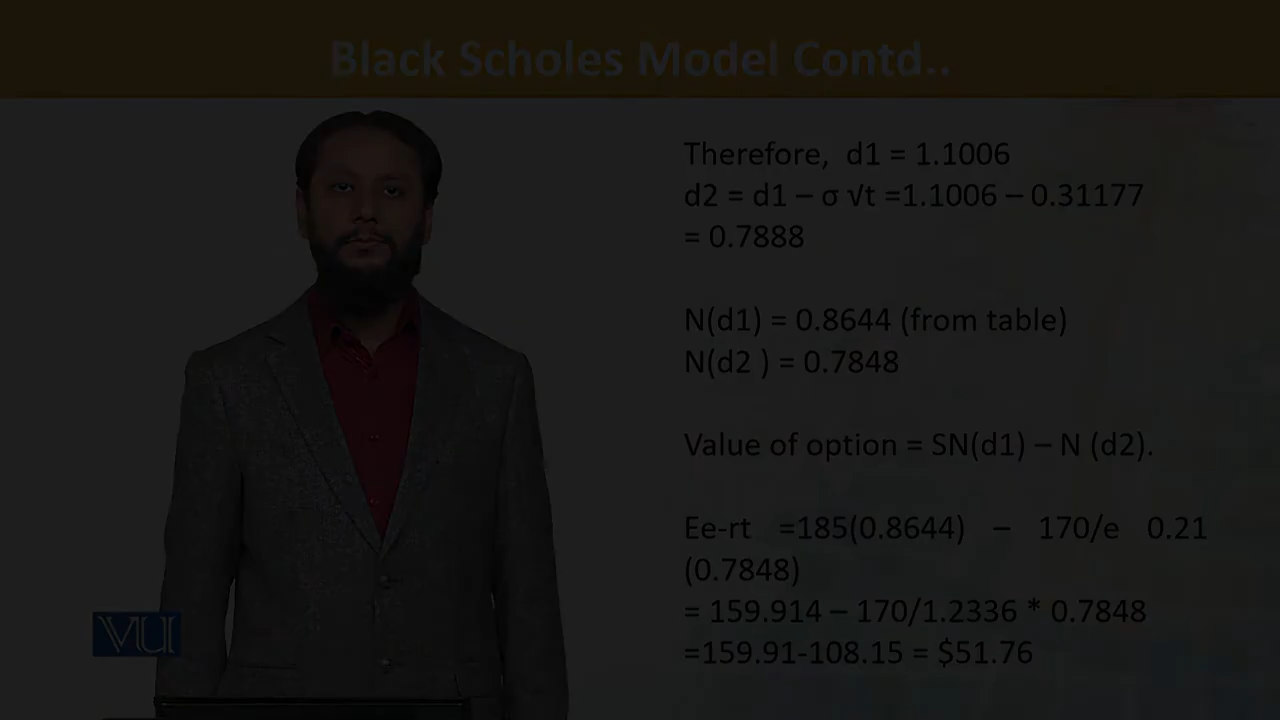 Black Scholes Model Contd..
Therefore, d1 = 1.1006
d2 = d1 – σ √t =1.1006 – 0.31177
= 0.7888
N(d1) = 0.8644 (from table)
N(d2 ) = 0.7848
Value of option = SN(d1) – N (d2).
Ee-rt =185(0.8644) – 170/e 0.21
(0.7848)
= 159.914 – 170/1.2336 * 0.7848
=159.91-108.15 = $51.76
VU